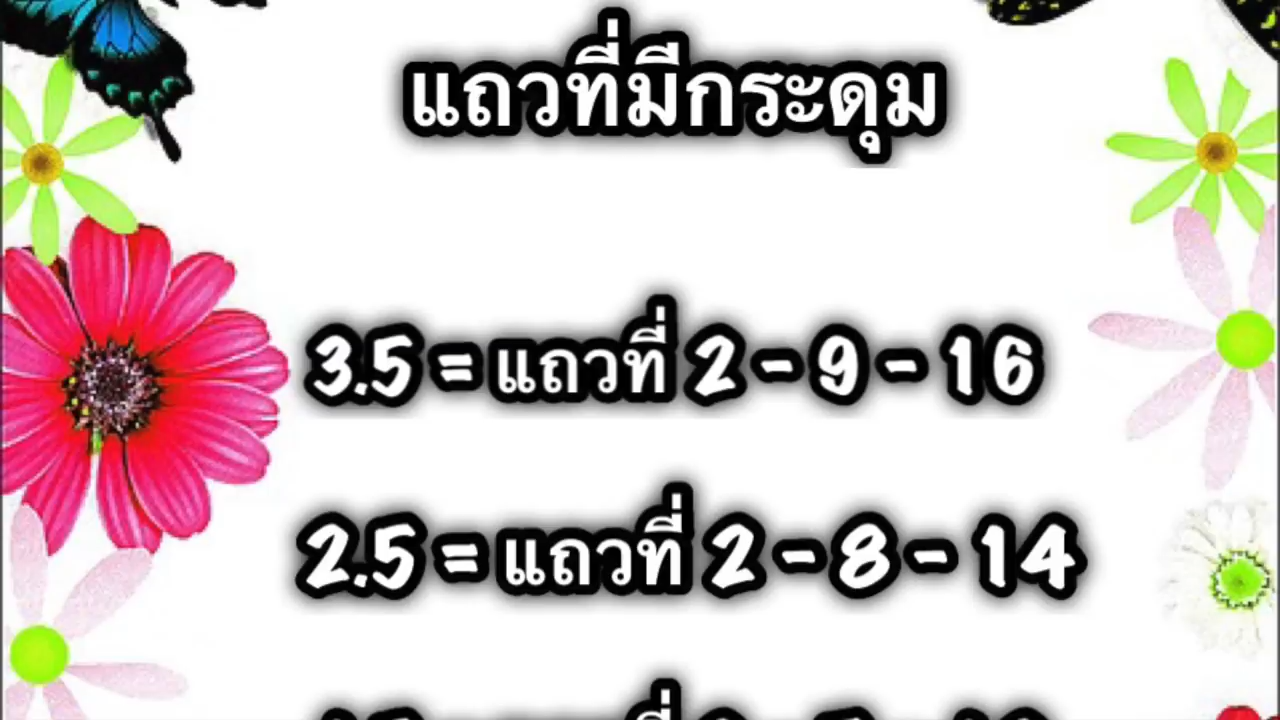 แถวที่มีกระดุม
3.5 = แถวที่ 2 - 9 - 16
2.5 = แถวที่ 2 - 8 - 14